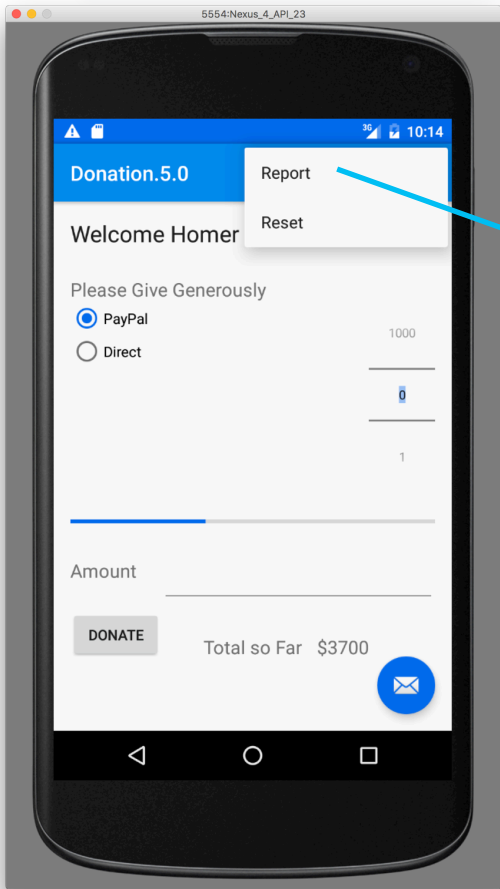 5554:Nexus_4_API_23
3G 10:14
Donation.5.0
Report
Reset
Welcome Homer
Please Give Generously
PayPal
Direct
1000
0
1
Amount
DONATE
Total so Far $3700